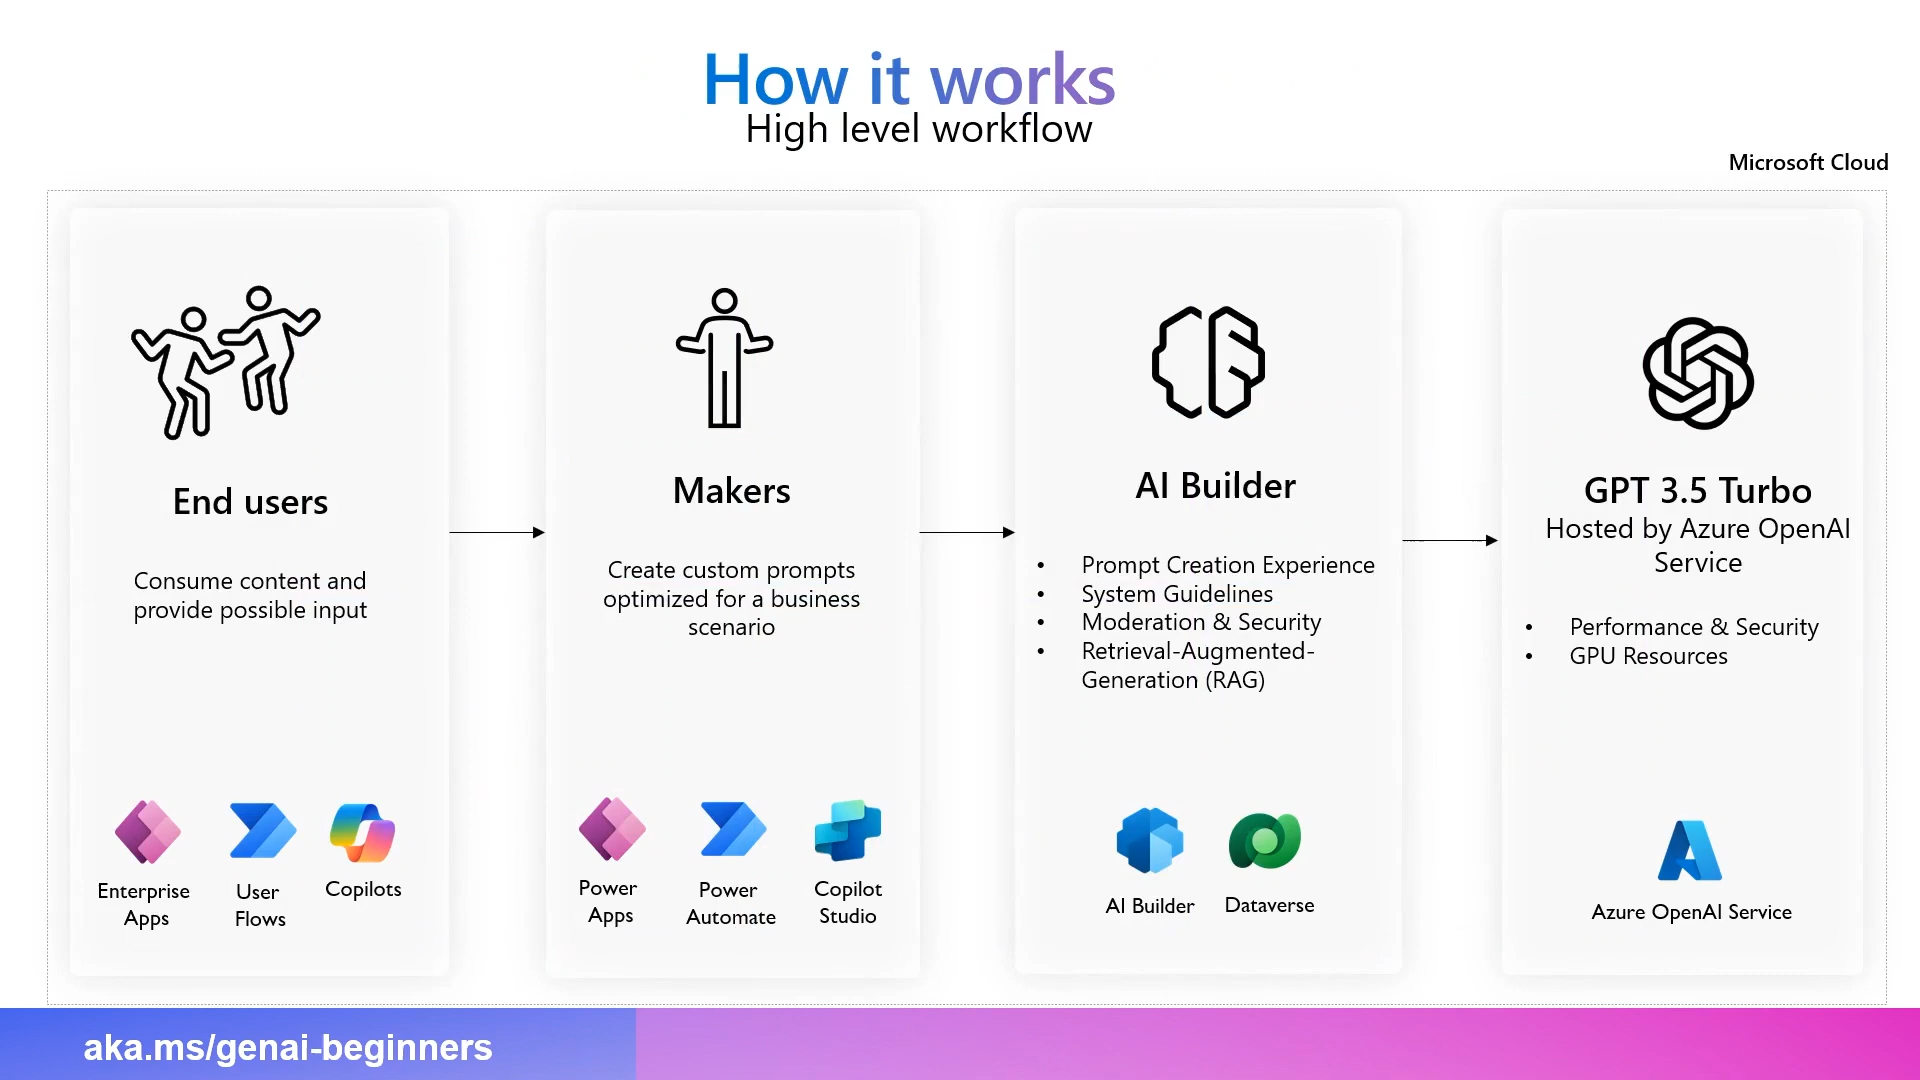 How it works
High level workflow
Microsoft Cloud
End users
Consume content and
provide possible input
Enterprise
Apps
User
Flows
Copilots
Makers
Create custom prompts
optimized for a business
scenario
Power
Apps
Power
Automate
Copilot
Studio
AI Builder
• Prompt Creation Experience
• System Guidelines
• Moderation & Security
• Retrieval-Augmented-
Generation (RAG)
AI Builder
Dataverse
GPT 3.5 Turbo
Hosted by Azure OpenAI
Service
• Performance & Security
• GPU Resources
Azure OpenAI Service
aka.ms/genai-beginners